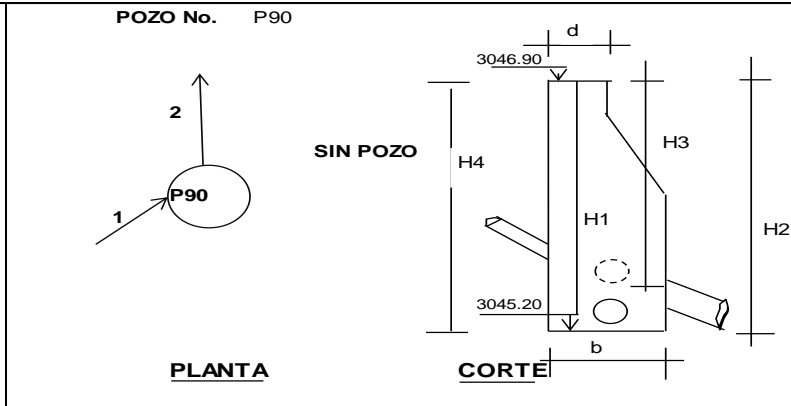 POZO No. P90
d
3046.90
2
SIN POZO
H4
H3
P90
1
H1
H2
3045.20
b
PLANTA
CORTE